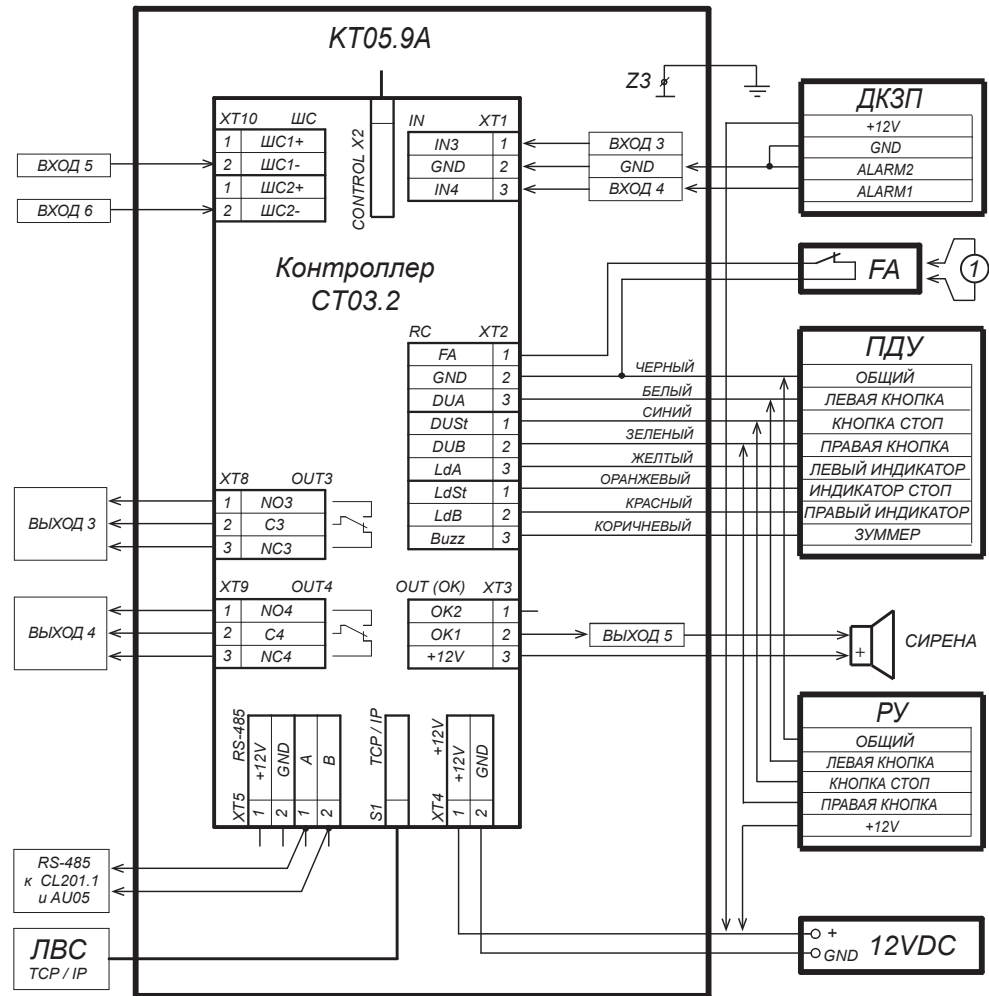 КТ05.9А
Z3
XT10 ШС
1 ШС1+
2 ШС1-
1 ШС2+
2 ШС2-
CONTROL X2
IN XT1
IN3 1
GND 2
IN4 3
ВХОД 5
ВХОД 6
ВХОД 3
GND
ВХОД 4
ДКЗП
+12V
GND
ALARM2
ALARM1
Контроллер
СТ03.2
FA
1
RC XT2
FA 1
GND 2
DUA 3
DUSt 1
DUB 2
LdA 3
LdSt 1
LdB 2
Buzz 3
ЧЕРНЫЙ
БЕЛЫЙ
СИНИЙ
ЗЕЛЕНЫЙ
ЖЕЛТЫЙ
ОРАНЖЕВЫЙ
КРАСНЫЙ
КОРИЧНЕВЫЙ
ПДУ
ОБЩИЙ
ЛЕВАЯ КНОПКА
КНОПКА СТОП
ПРАВАЯ КНОПКА
ЛЕВЫЙ ИНДИКАТОР
ИНДИКАТОР СТОП
ПРАВЫЙ ИНДИКАТОР
ЗУММЕР
XT8 OUT3
1 NO3
2 C3
3 NC3
ВЫХОД 3
XT9 OUT4
1 NO4
2 C4
3 NC4
ВЫХОД 4
OUT (OK) XT3
OK2 1
OK1 2
+12V 3
ВЫХОД 5
+
СИРЕНА
РУ
ОБЩИЙ
ЛЕВАЯ КНОПКА
КНОПКА СТОП
ПРАВАЯ КНОПКА
+12V
XT5 RS-485
1 +12V
2 GND
1 A
2 B
S1 TCP / IP
XT4 +12V
1 +12V
2 GND
RS-485
к CL201.1
и AU05
ЛВС
TCP / IP
+
GND
12VDC